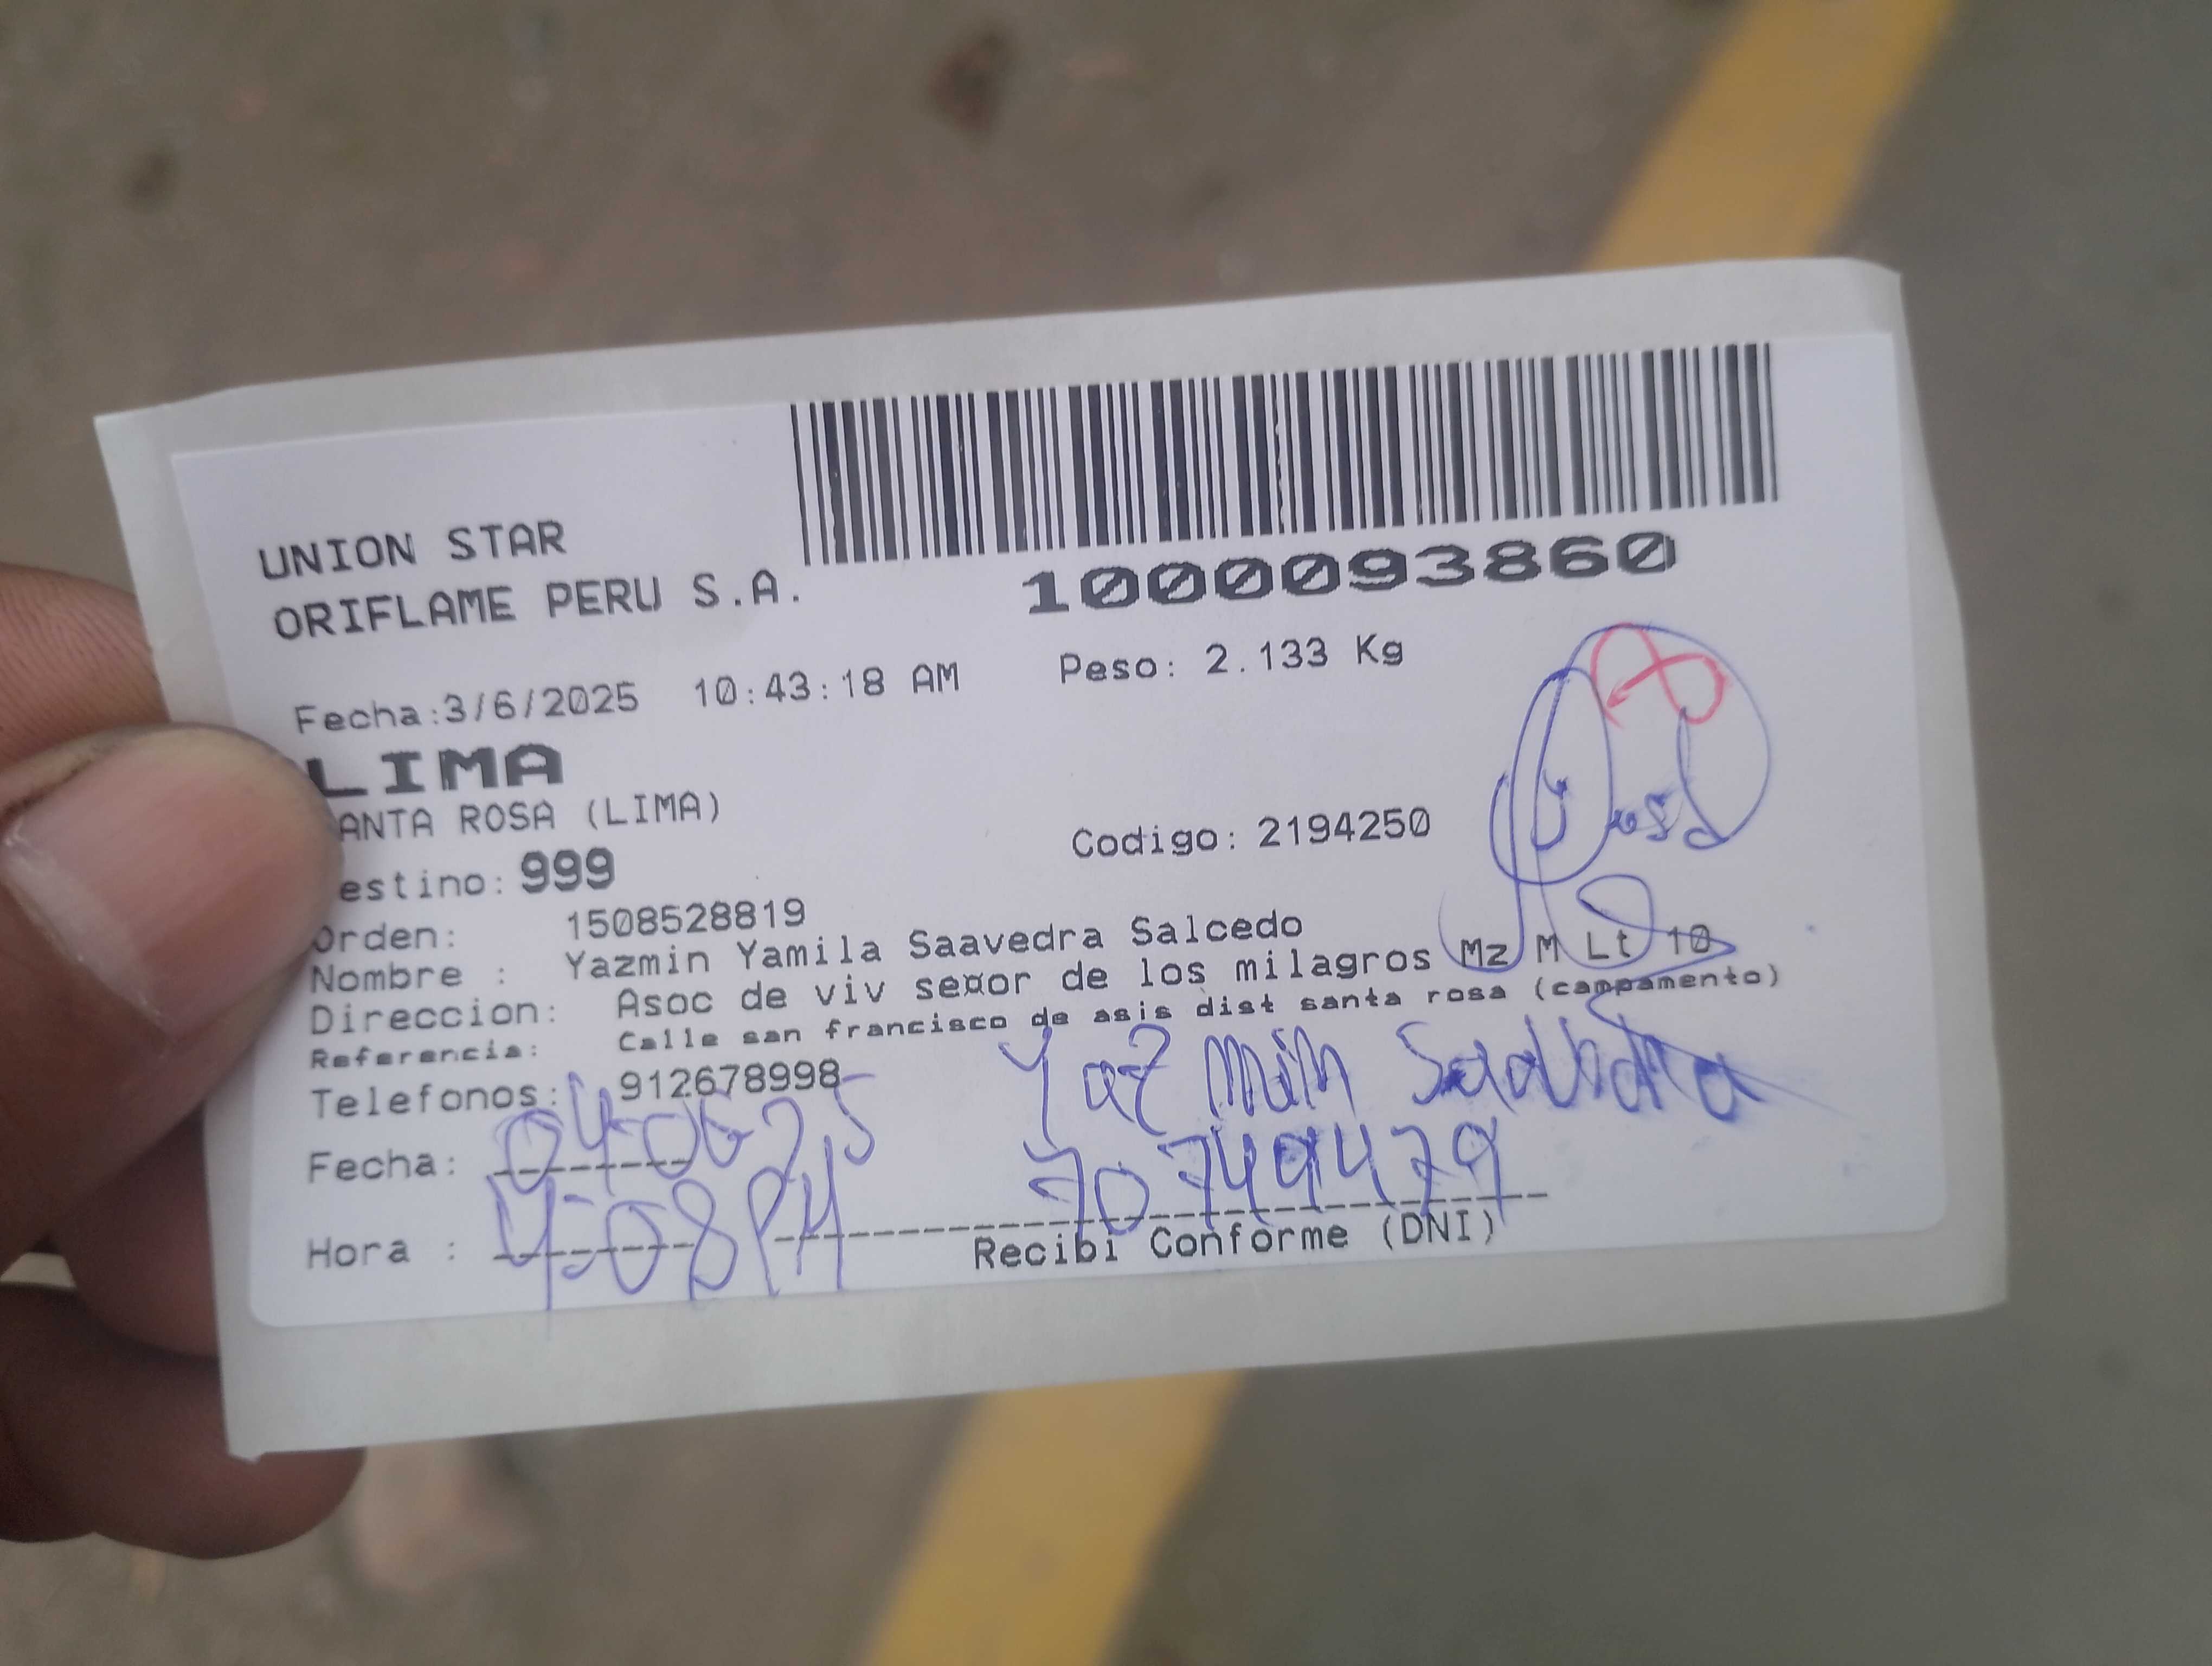 UNION STAR
ORIFLAME PERU S.A.
1000093860
Fecha:3/6/2025 10:43:18 AM Peso: 2.133 Kg
LIMA
ANTA ROSA (LIMA)
estino: 999 Codigo: 2194250
Orden: 1508528819
Nombre : Yazmin Yamila Saavedra Salcedo
Direccion: Asoc de viv se¤or de los milagros Mz M Lt 10
Referencia: Calle san francisco de asis dist santa rosa (campamento)
Telefonos: 912678998
Yazmin Saavedra
Fecha: 04-06-25
70749479
Hora : 4:08 PM
Recibi Conforme (DNI)